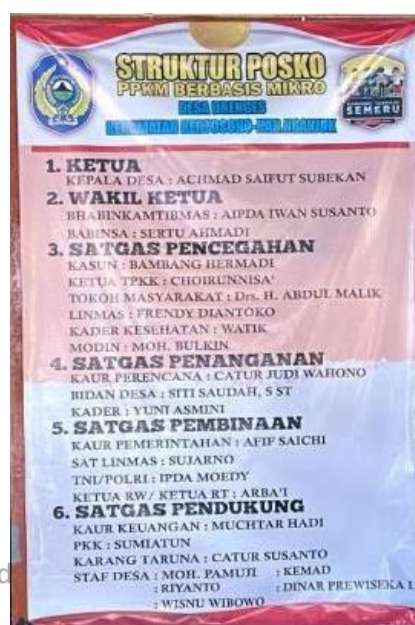 STRUKTUR POSKO
PPKM BERBASIS MIKRO
DESA DRENGES
KECAMATAN KERTOSONO-KAB.NGANJUK
SEMERU
1. KETUA
KEPALA DESA : ACHMAD SAIFUT SUBEKAN
2. WAKIL KETUA
BHABINKAMTIBMAS : AIPDA IWAN SUSANTO
BABINSA : SERTU AHMADI
3. SATGAS PENCEGAHAN
KASUN : BAMBANG HERMADI
KETUA TPKK : CHOIRUNNISA'
TOKOH MASYARAKAT : Drs. H. ABDUL MALIK
LINMAS : FRENDY DIANTOKO
KADER KESEHATAN : WATIK
MODIN : MOH. BULKIN
4. SATGAS PENANGANAN
KAUR PERENCANA : CATUR JUDI WAHONO
BIDAN DESA : SITI SAUDAH, S ST
KADER : YUNI ASMINI
5. SATGAS PEMBINAAN
KAUR PEMERINTAHAN : AFIF SAICHI
SAT LINMAS : SUJARNO
TNI/POLRI : IPDA MOEDY
KETUA RW/ KETUA RT : ARBA'I
6. SATGAS PENDUKUNG
KAUR KEUANGAN : MUCHTAR HADI
PKK : SUMIATUN
KARANG TARUNA : CATUR SUSANTO
STAF DESA : MOH. PAMUJI : KEMAD
: RIYANTO : DINAR PREWISEKA L
: WISNU WIBOWO